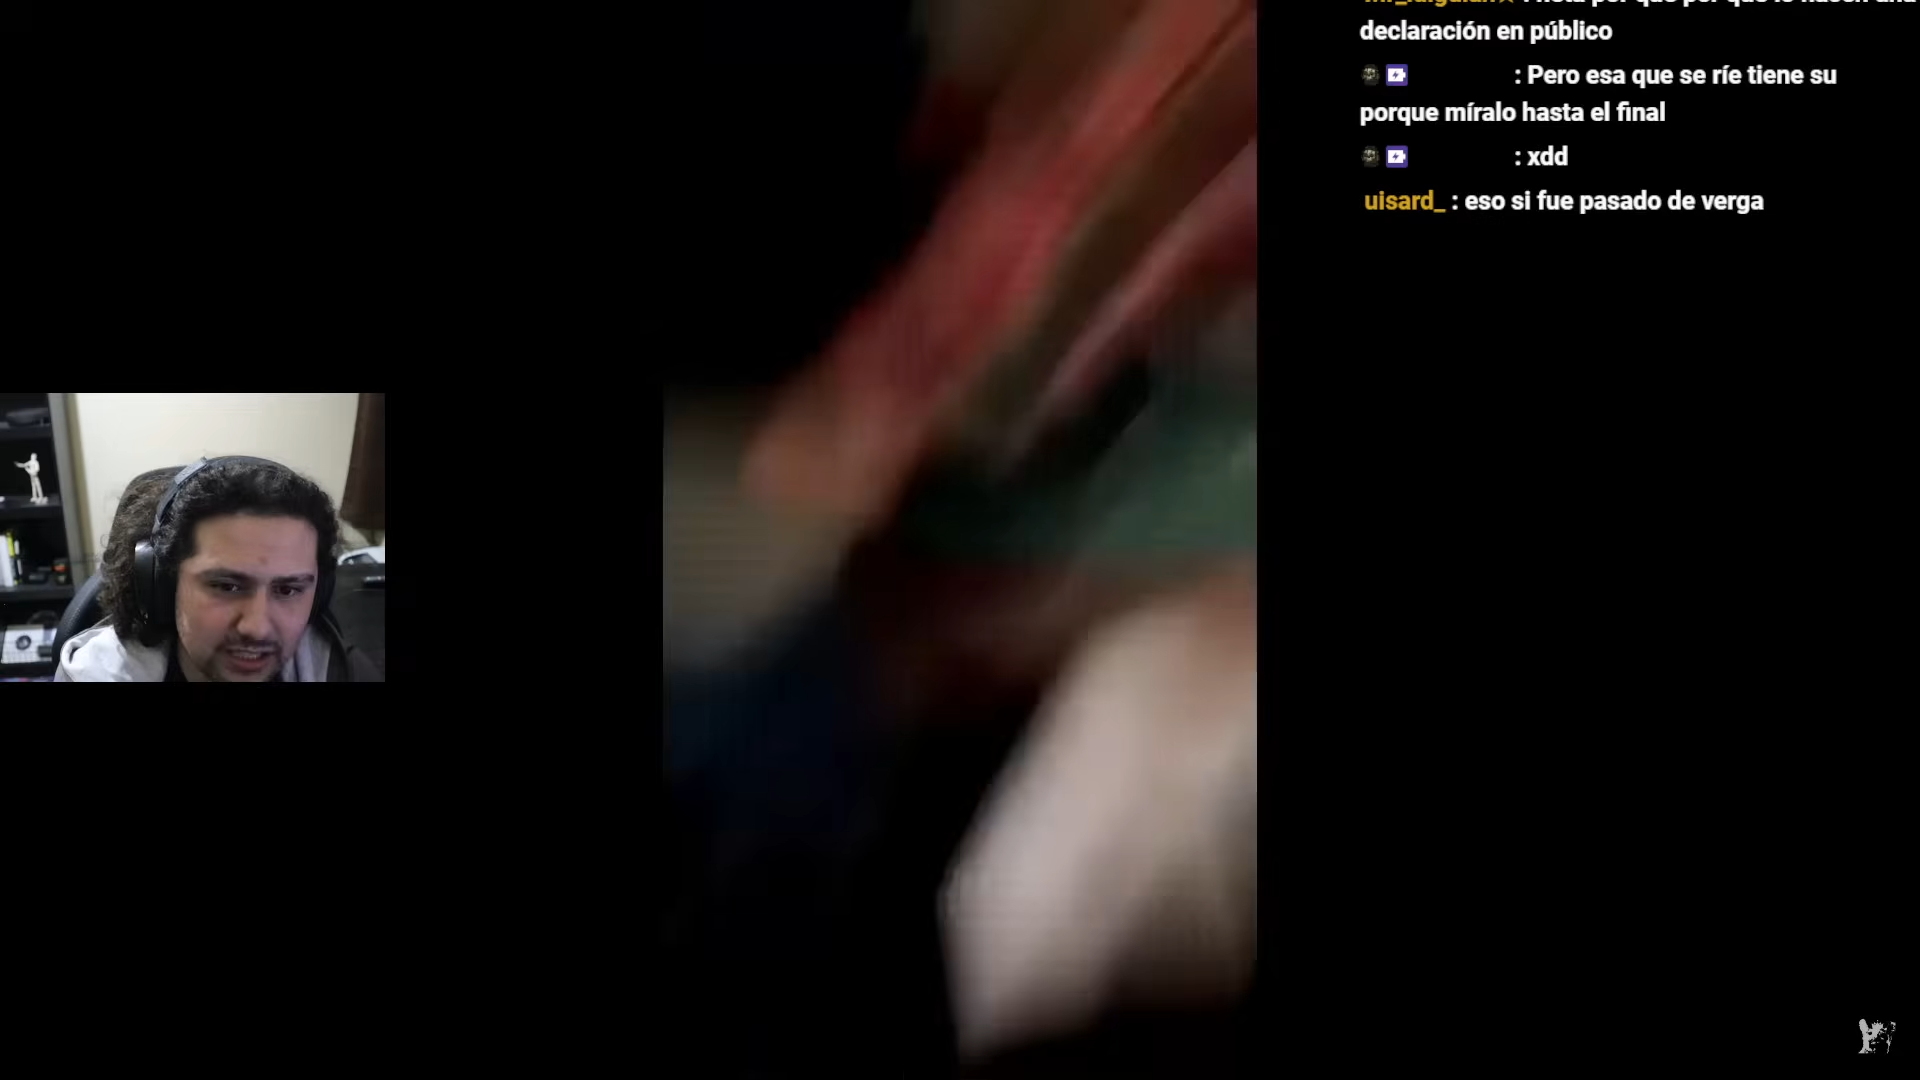 declaración en público
: Pero esa que se ríe tiene su
porque míralo hasta el final
: xdd
uisard_ : eso si fue pasado de verga